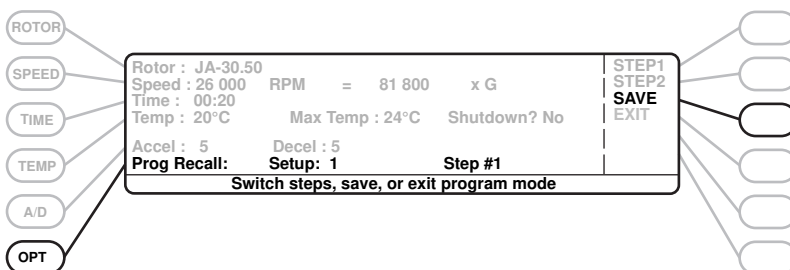 ROTOR
SPEED
TIME
TEMP
A/D
OPT
Rotor : JA-30.50
Speed : 26 000 RPM = 81 800 x G
Time : 00:20
Temp : 20°C Max Temp : 24°C Shutdown? No
Accel : 5 Decel : 5
Prog Recall: Setup: 1 Step #1
Switch steps, save, or exit program mode
STEP1
STEP2
SAVE
EXIT